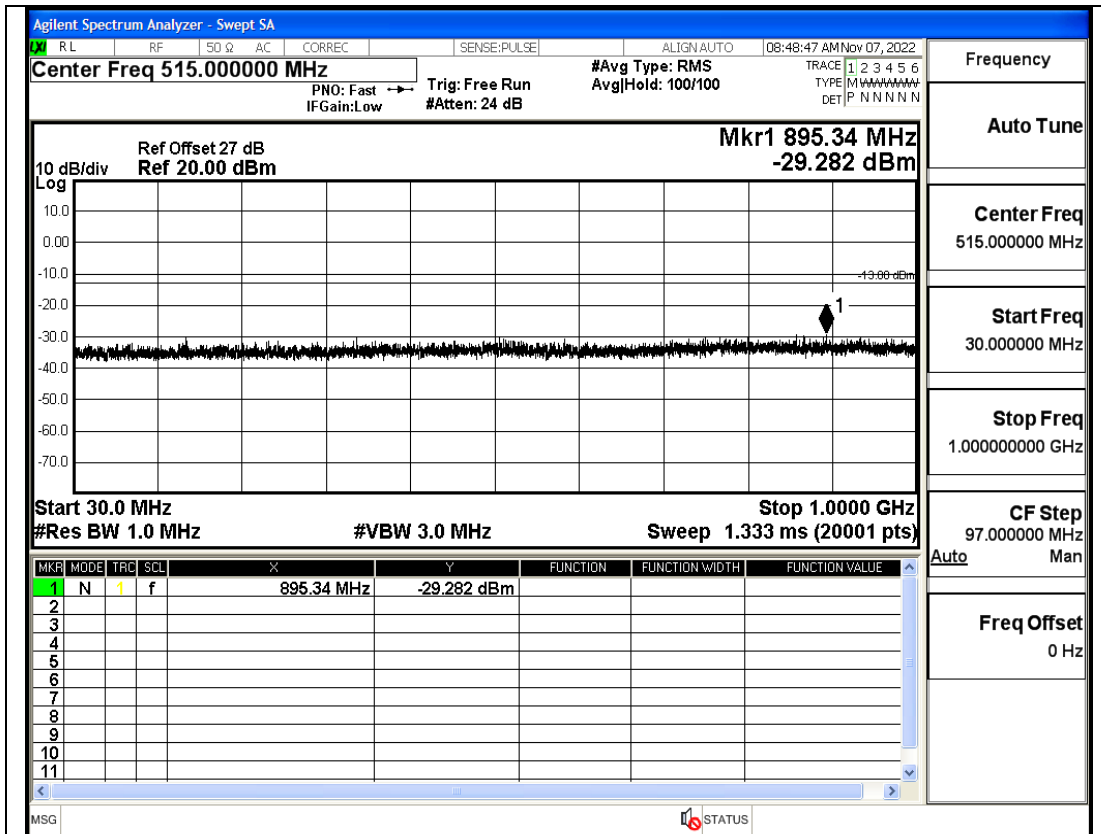 Agilent Spectrum Analyzer - Swept SA
LXI RL RF 50 Ω AC CORREC SENSE:PULSE ALIGN AUTO 08:48:47 AM Nov 07, 2022
Center Freq 515.000000 MHz
PNO: Fast
IFGain:Low
Trig: Free Run
#Atten: 24 dB
#Avg Type: RMS
Avg|Hold: 100/100
TRACE 1 2 3 4 5 6
TYPE M
DET P N N N N N
Ref Offset 27 dB
10 dB/div Ref 20.00 dBm
Log
Mkr1 895.34 MHz
-29.282 dBm
10.0
0.00
-10.0
-13.00 dBm
-20.0
1
-30.0
-40.0
-50.0
-60.0
-70.0
Start 30.0 MHz Stop 1.0000 GHz
#Res BW 1.0 MHz #VBW 3.0 MHz Sweep 1.333 ms (20001 pts)
MKR MODE TRC SCL X Y FUNCTION FUNCTION WIDTH FUNCTION VALUE
1 N 1 f 895.34 MHz -29.282 dBm
2
3
4
5
6
7
8
9
10
11
MSG STATUS
Frequency
Auto Tune
Center Freq
515.000000 MHz
Start Freq
30.000000 MHz
Stop Freq
1.000000000 GHz
CF Step
97.000000 MHz
Auto Man
Freq Offset
0 Hz